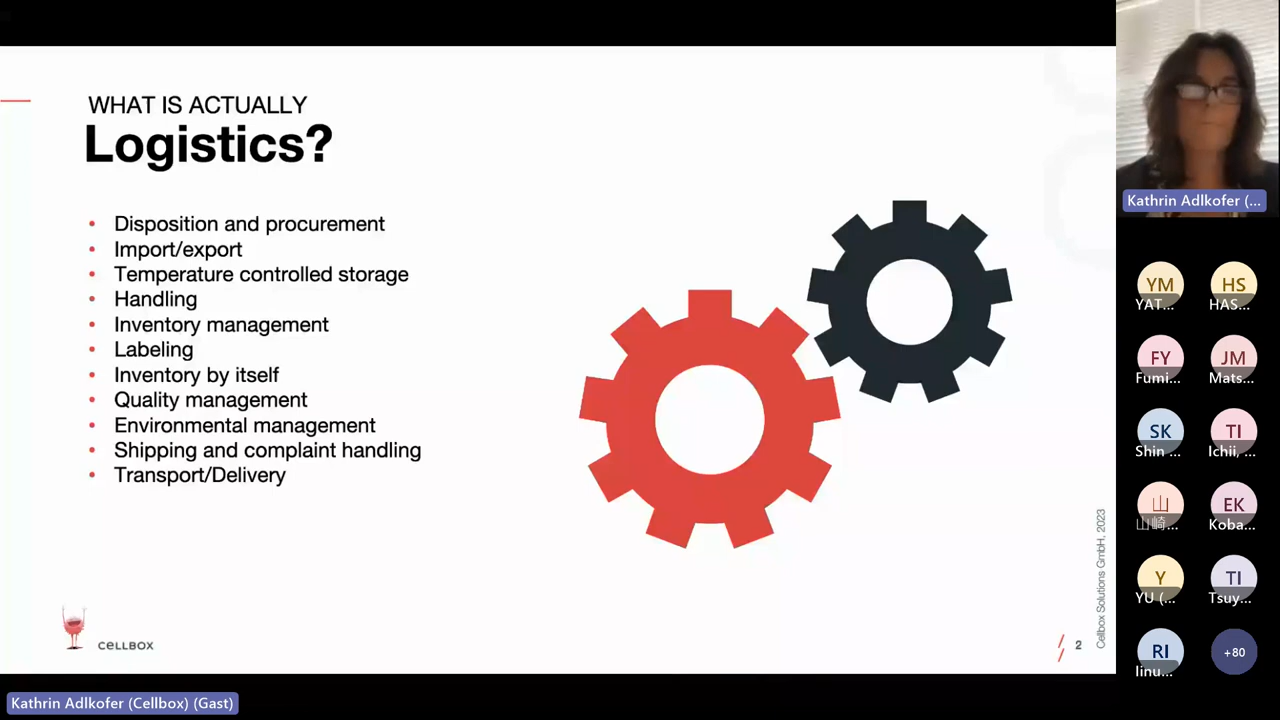 WHAT IS ACTUALLY
Logistics?
• Disposition and procurement
• Import/export
• Temperature controlled storage
• Handling
• Inventory management
• Labeling
• Inventory by itself
• Quality management
• Environmental management
• Shipping and complaint handling
• Transport/Delivery
CELLBOX
2
Cellbox Solutions GmbH, 2023
Kathrin Adlkofer (Cellbox) (Gast)
Kathrin Adlkofer (...
YM
YAT...
HS
HAS...
FY
Fumi...
JM
Mats...
SK
Shin ...
TI
Ichii, ...
山
山崎...
EK
Koba...
Y
YU (...
TI
Tsuy...
RI
Iinu...
+80